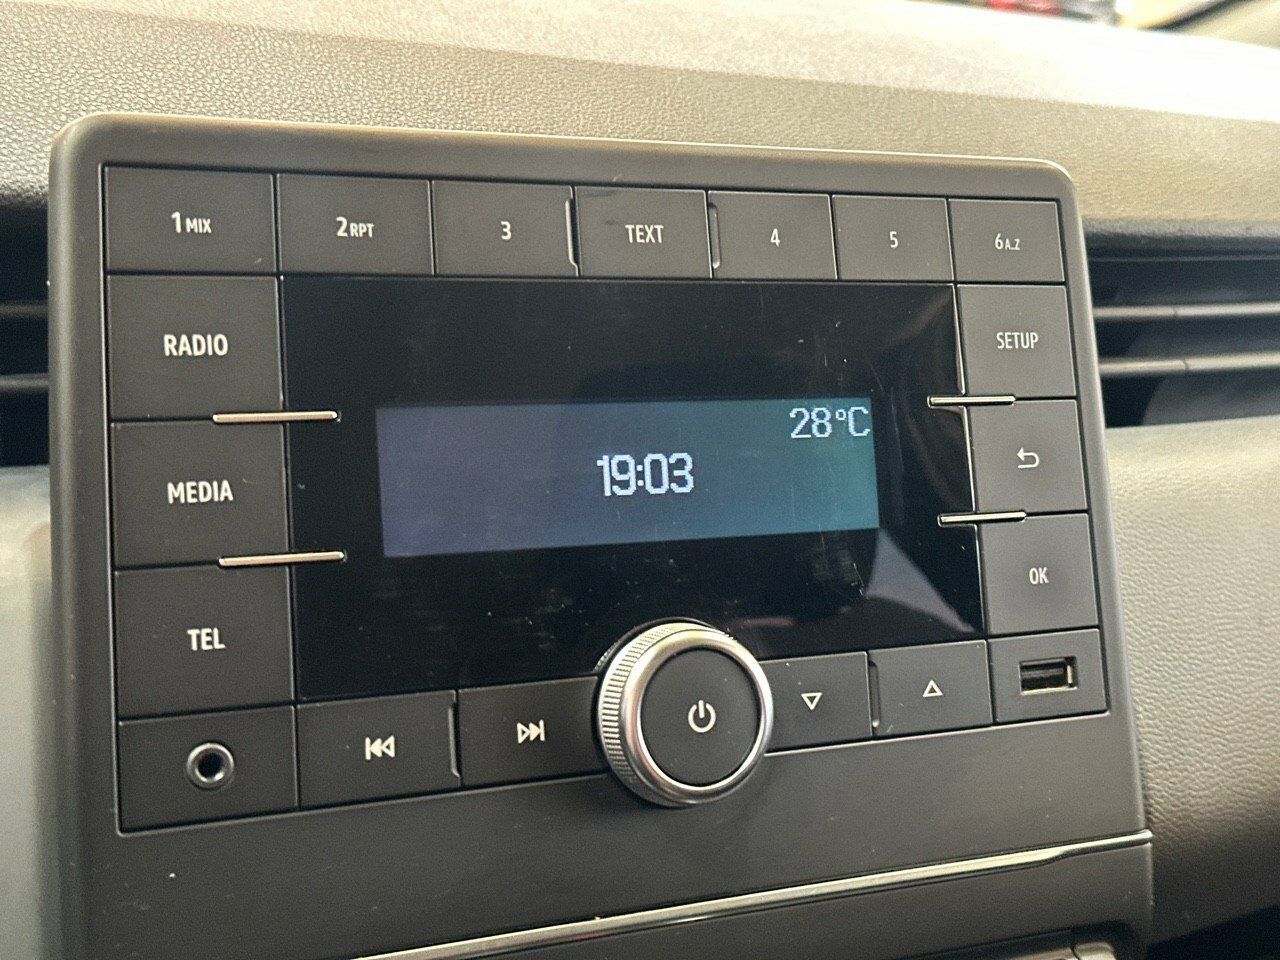 1 MIX
2 RPT
3
TEXT
4
5
6 A..Z
RADIO
SETUP
28°C
19:03
MEDIA
TEL
OK